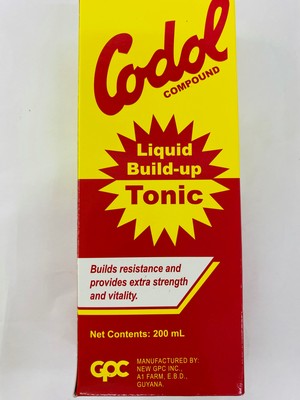 Codol
COMPOUND
Liquid
Build-up
Tonic
Builds resistance and
provides extra strength
and vitality.
Net Contents: 200 mL
GPC
MANUFACTURED BY:
NEW GPC INC.,
A1 FARM, E.B.D.,
GUYANA.